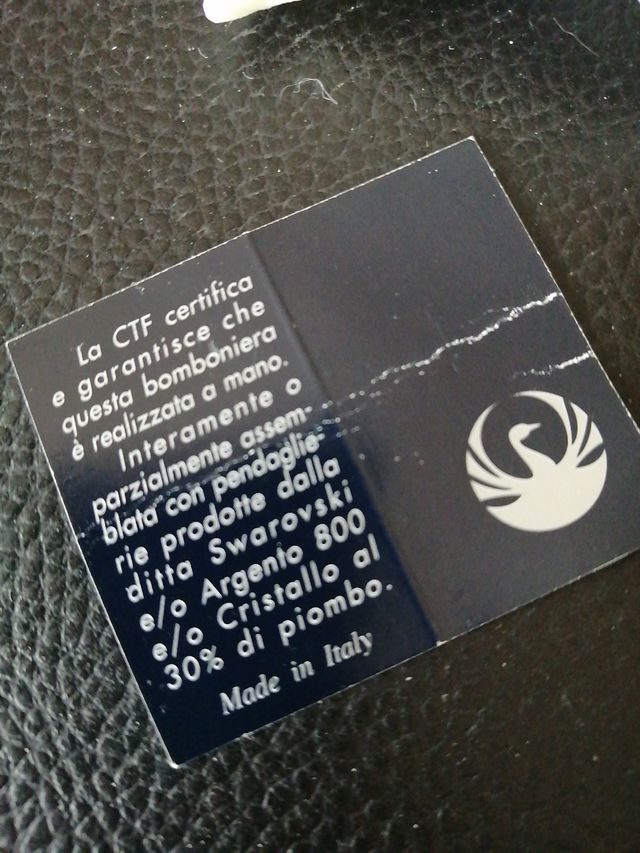 La CTF certifica
e garantisce che
questa bomboniera
è realizzata a mano.
Interamente o
parzialmente assem-
blata con pendaglie-
rie prodotte dalla
ditta Swarovski
e/o Argento 800
e/o Cristallo al
30% di piombo.
Made in Italy